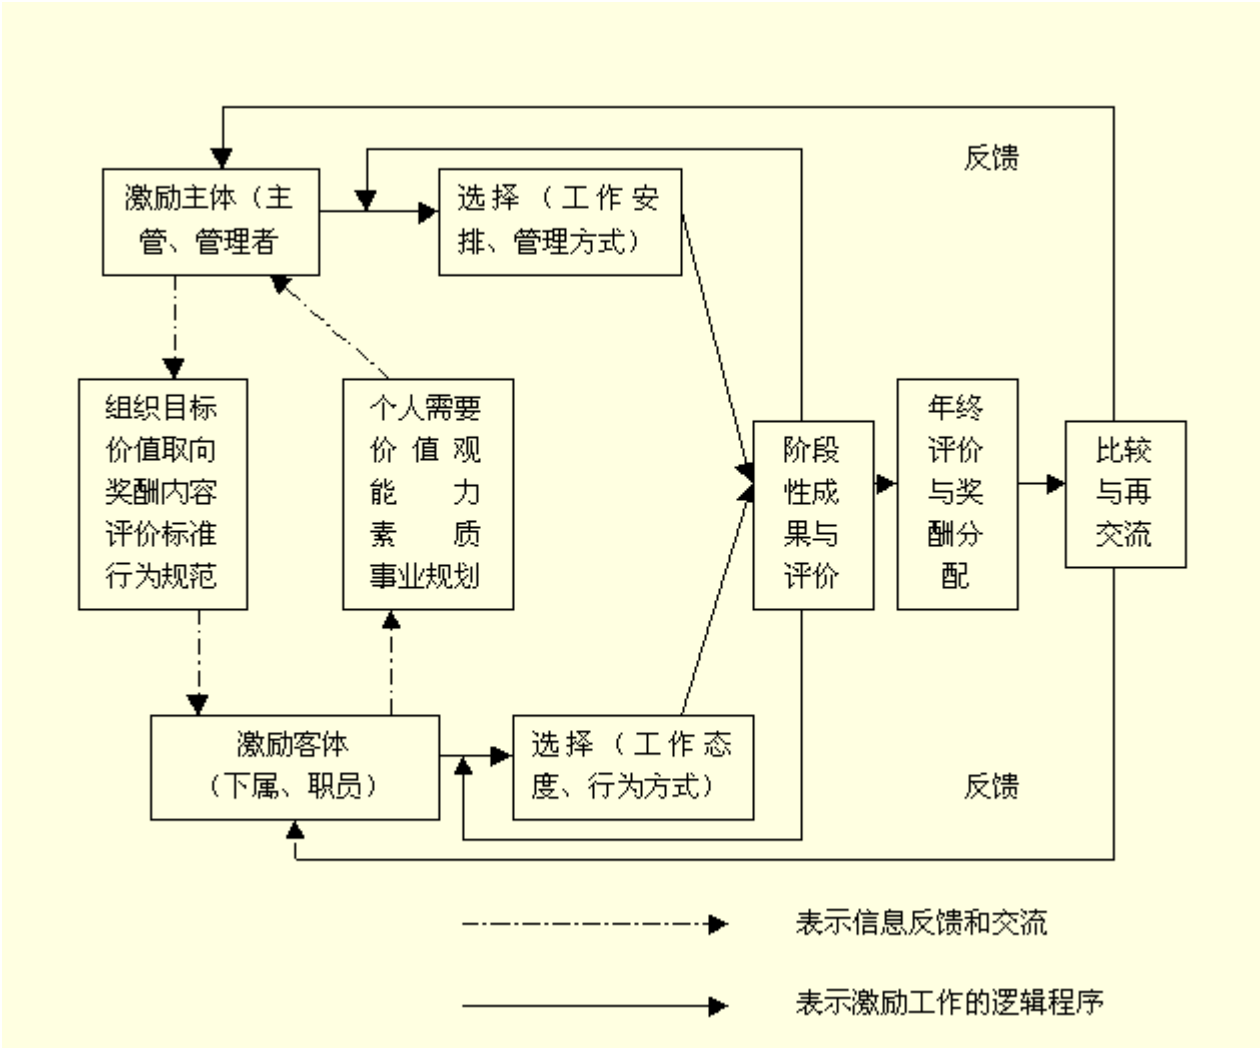 反馈
激励主体（主
管、管理者
选择（工作安
排、管理方式）
组织目标
价值取向
奖酬内容
评价标准
行为规范
个人需要
价值观
能力
素质
事业规划
阶段
性成
果与
评价
年终
评价
与奖
酬分
配
比较
与再
交流
激励客体
（下属、职员）
选择（工作态
度、行为方式）
反馈
表示信息反馈和交流
表示激励工作的逻辑程序